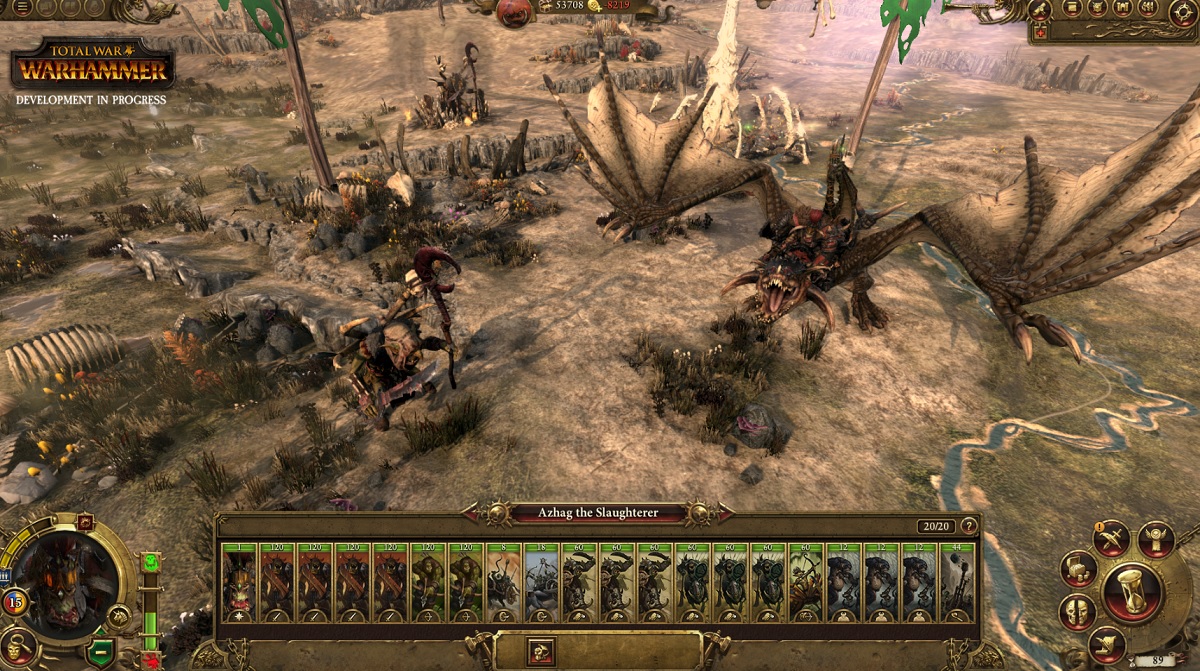 53708 -8219
TOTAL WAR
WARHAMMER
DEVELOPMENT IN PROGRESS
Azhag the Slaughterer
20/20 ?
1 120 120 120 120 120 120 8 18 60 60 60 60 60 60 60 12 12 12 44
15
89